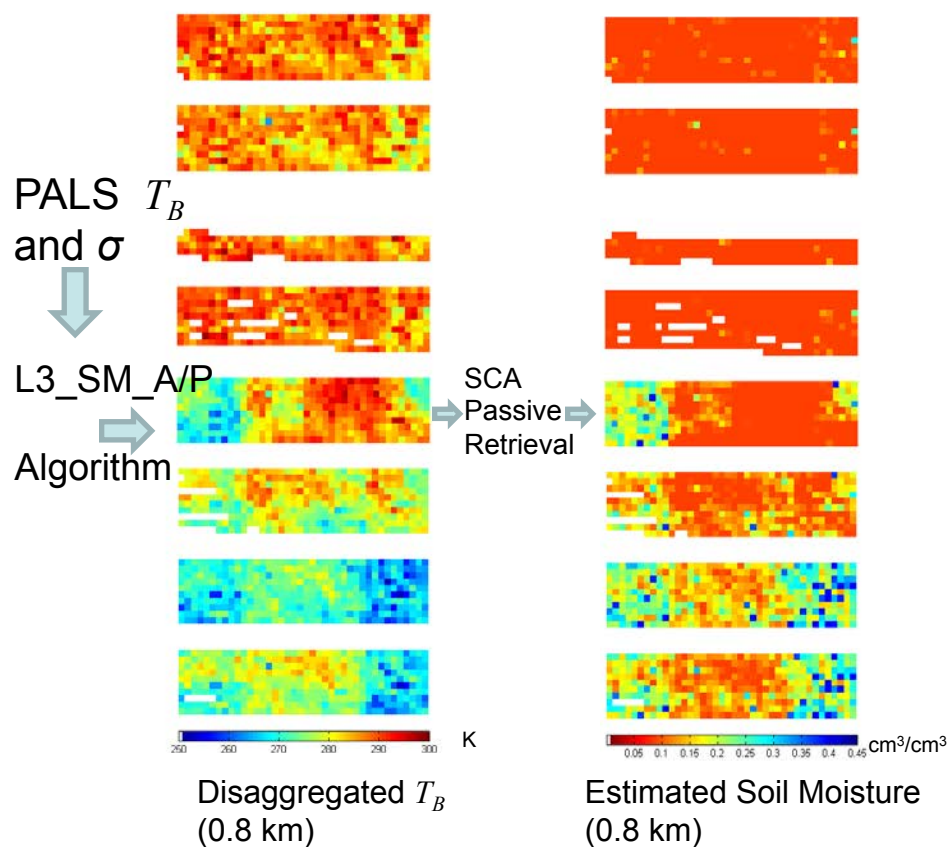 PALS T_B
and σ
L3_SM_A/P
Algorithm
SCA
Passive
Retrieval
250 260 270 280 290 300 K
0.05 0.1 0.15 0.2 0.25 0.3 0.35 0.4 0.45 cm³/cm³
Disaggregated T_B
(0.8 km)
Estimated Soil Moisture
(0.8 km)